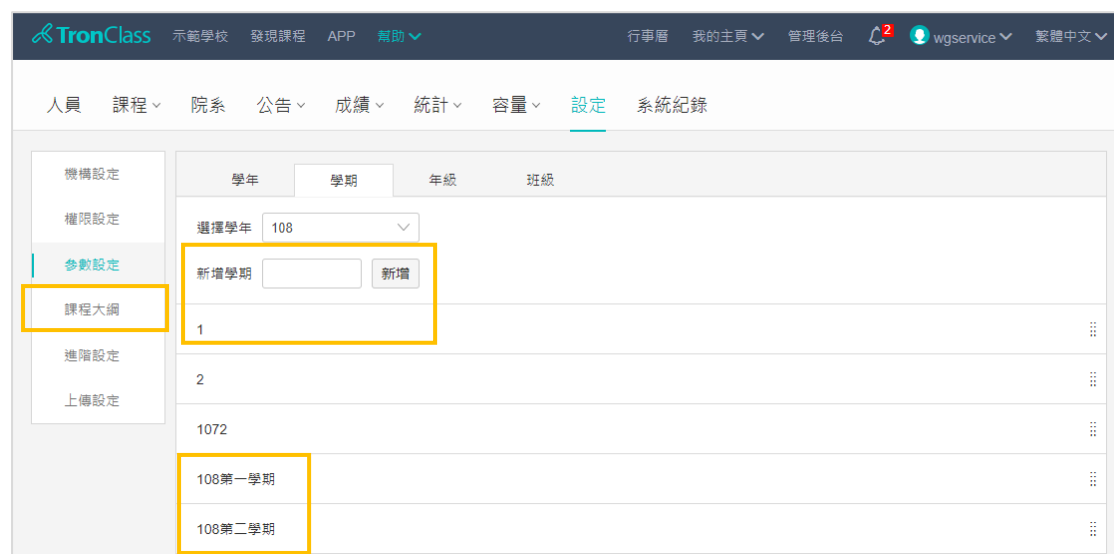 TronClass 示範學校 發現課程 APP 幫助 行事曆 我的主頁 管理後台 2 wgservice 繁體中文
人員 課程 院系 公告 成績 統計 容量 設定 系統紀錄
機構設定
權限設定
參數設定
課程大綱
進階設定
上傳設定
學年 學期 年級 班級
選擇學年 108
新增學期 新增
1
2
1072
108第一學期
108第二學期